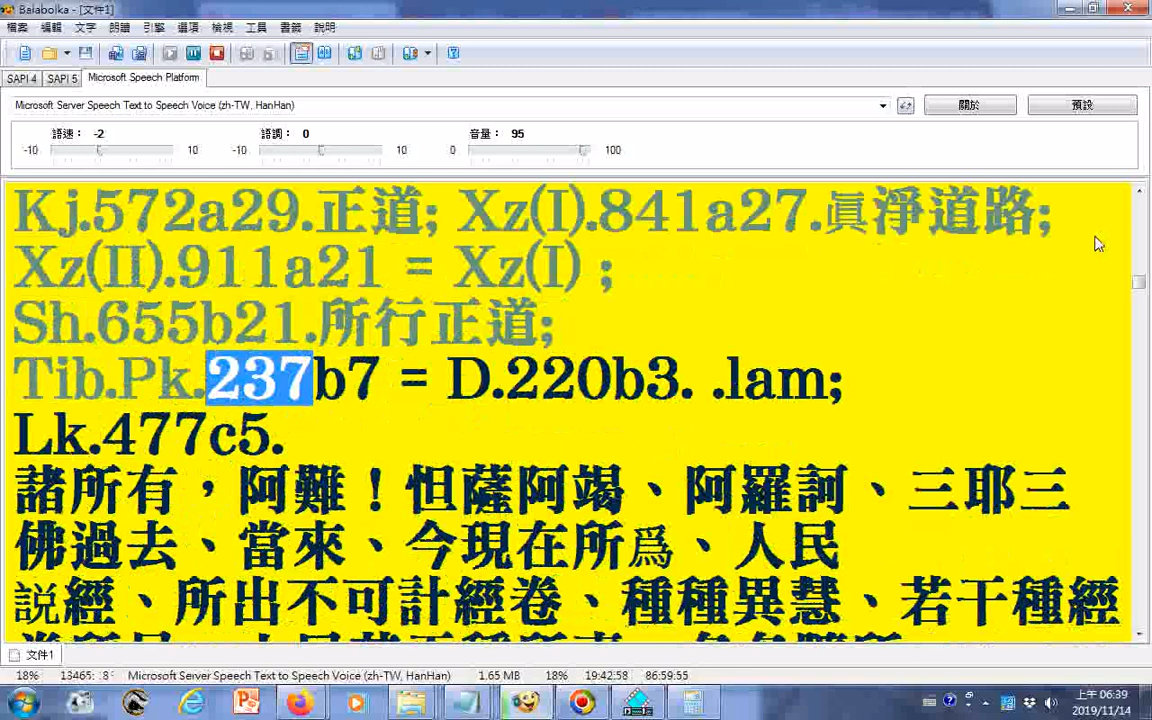 Balabolka - [文件1]
檔案 編輯 文字 朗讀 引擎 選項 檢視 工具 書籤 說明
SAPI 4 SAPI 5 Microsoft Speech Platform
Microsoft Server Speech Text to Speech Voice (zh-TW, HanHan) 關於 預設
語速： -2 語調： 0 音量： 95
-10 10 -10 10 0 100
Kj.572a29.正道; Xz(I).841a27.眞淨道路;
Xz(II).911a21 = Xz(I) ;
Sh.655b21.所行正道;
Tib.Pk.237b7 = D.220b3. .lam;
Lk.477c5.
諸所有，阿難！怛薩阿竭、阿羅訶、三耶三
佛過去、當來、今現在所爲、人民
説經、所出不可計經卷、種種異慧、若干種經
文件1
18% 13465: 8 Microsoft Server Speech Text to Speech Voice (zh-TW, HanHan) 1.65 MB 18% 19:42:58 86:59:55
上午 06:39
2019/11/14